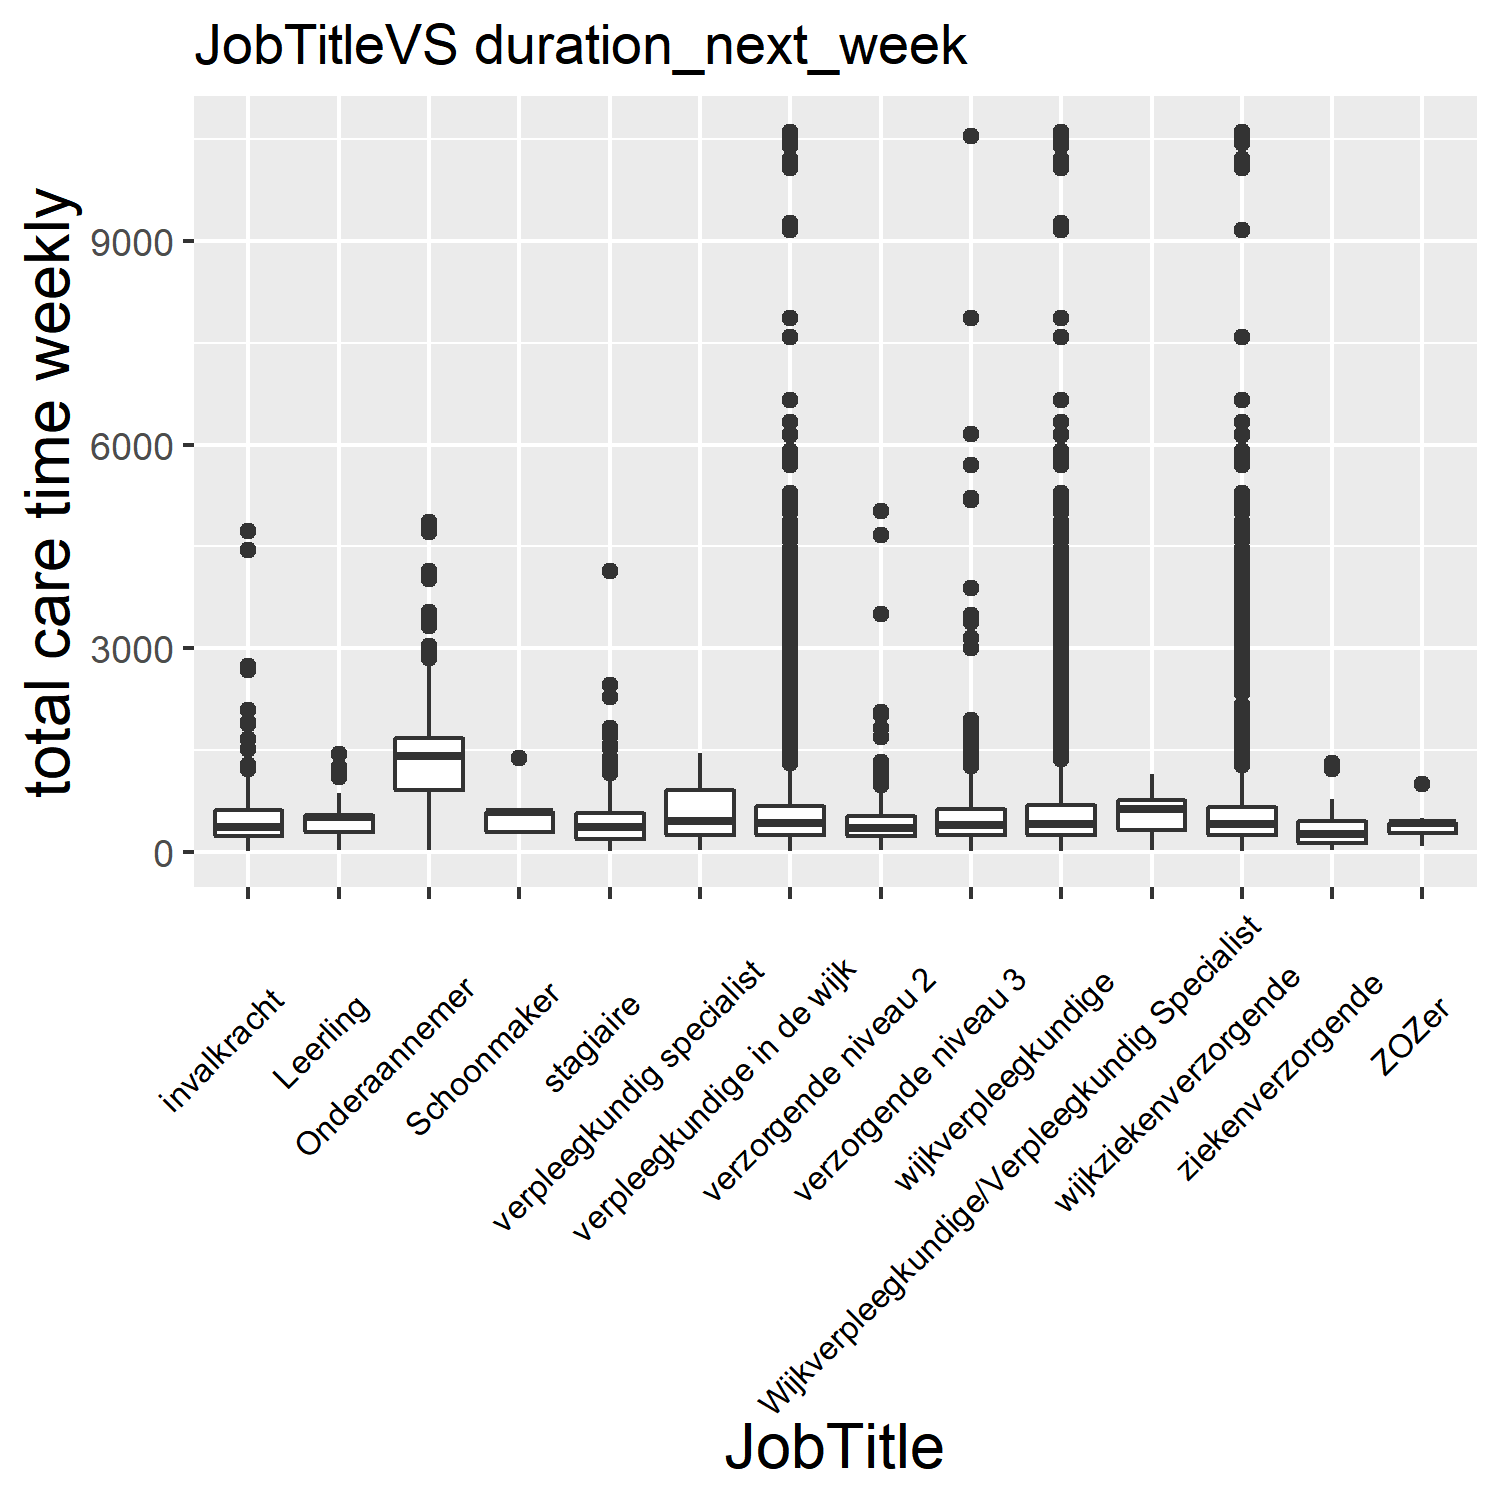 JobTitleVS duration_next_week
total care time weekly
9000
6000
3000
0
invalkracht
Leerling
Onderaannemer
Schoonmaker
stagiaire
verpleegkundig specialist
verpleegkundige in de wijk
verzorgende niveau 2
verzorgende niveau 3
wijkverpleegkundige
Wijkverpleegkundige/Verpleegkundig Specialist
wijkziekenverzorgende
ziekenverzorgende
ZOZer
JobTitle